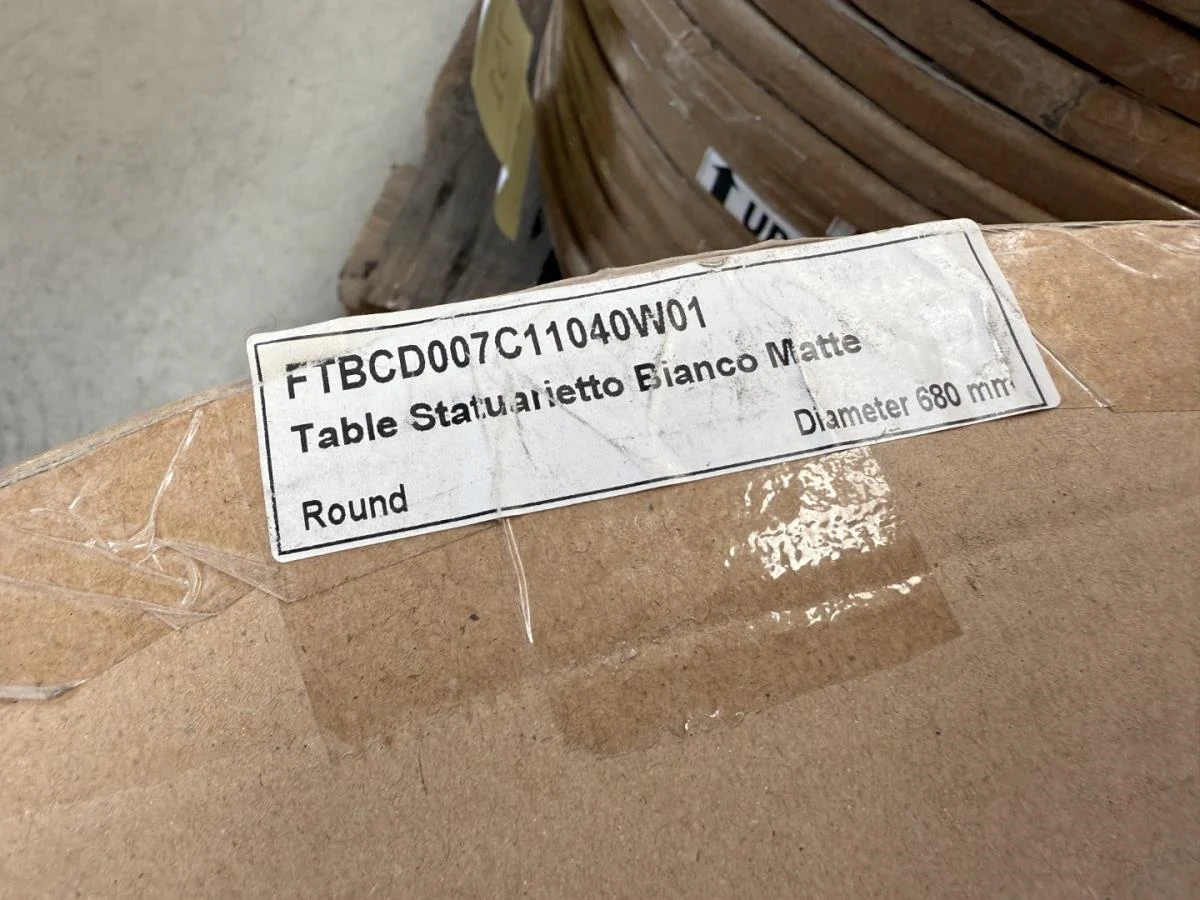 FTBCD007C11040W01
Table Statuarietto Bianco Matte
Diameter 680 mm
Round